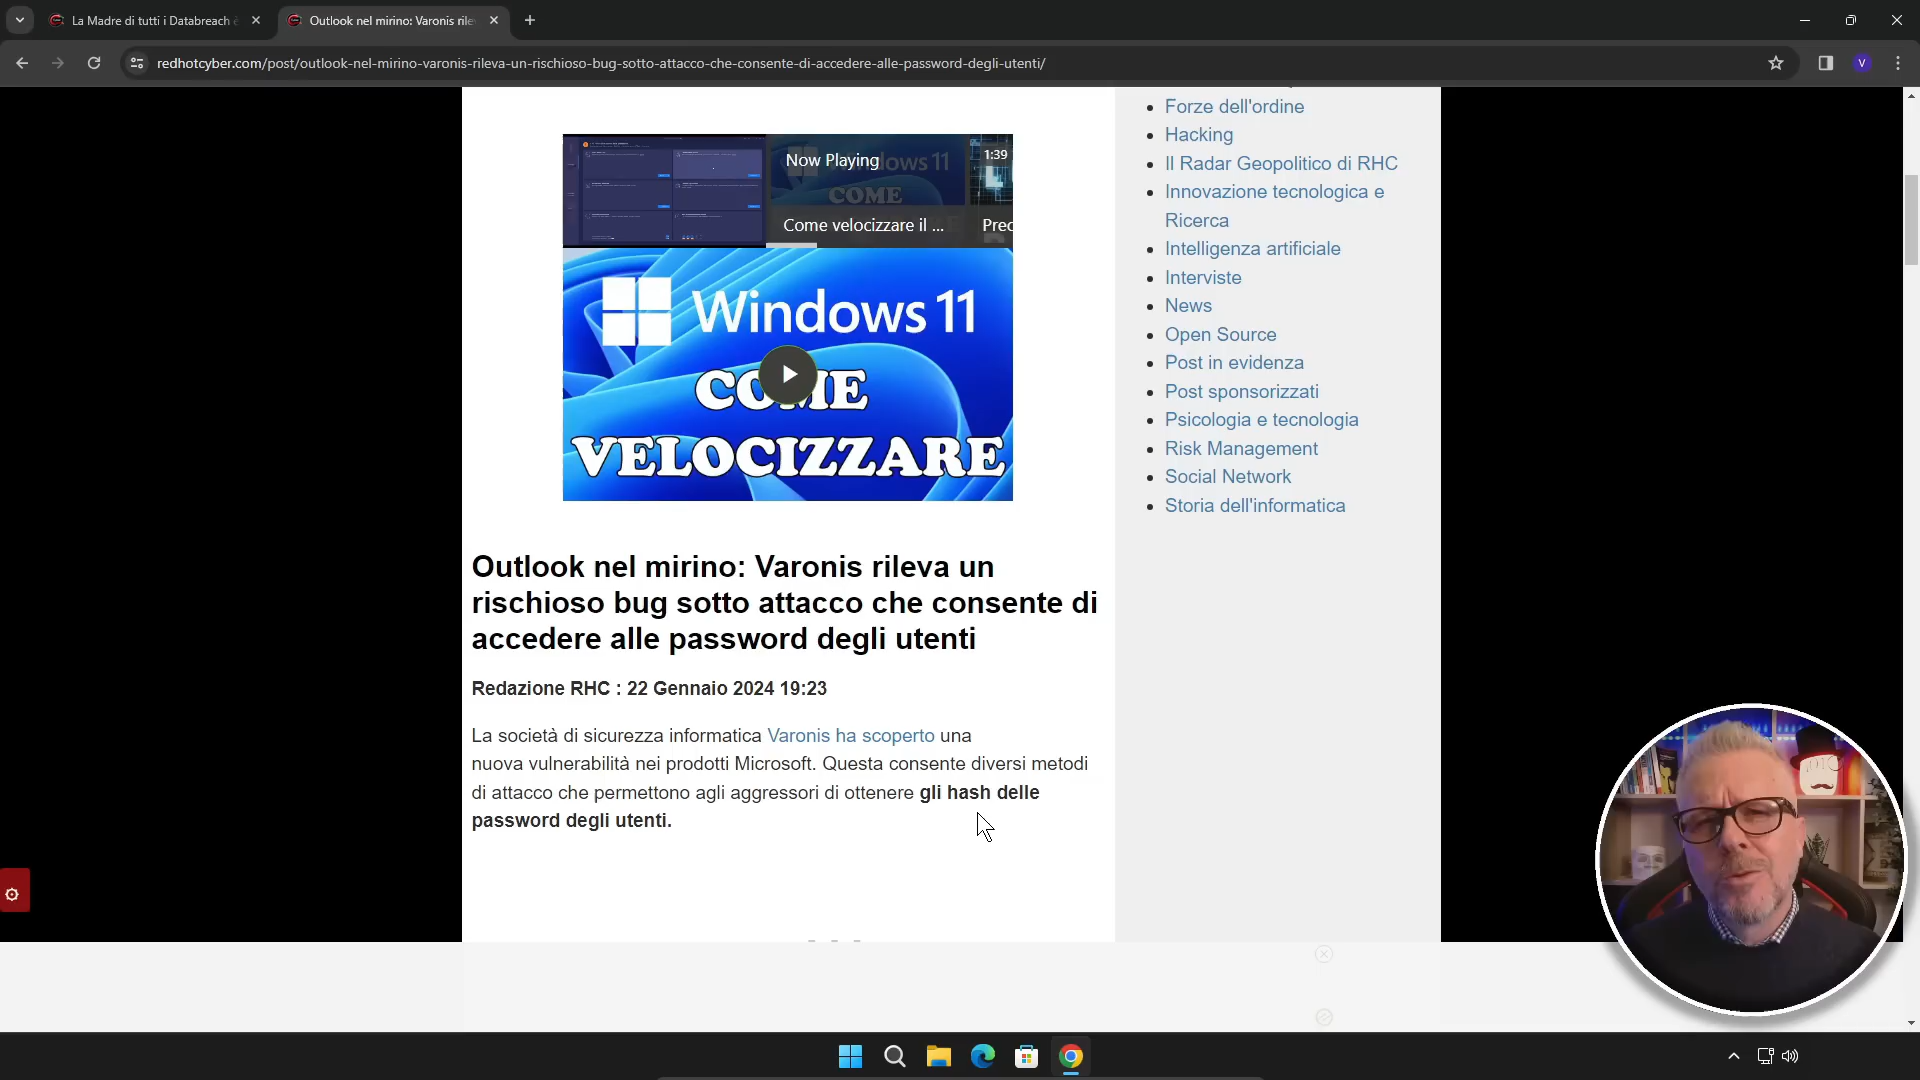 La Madre di tutti i Databreach è
Outlook nel mirino: Varonis rile
redhotcyber.com/post/outlook-nel-mirino-varonis-rileva-un-rischioso-bug-sotto-attacco-che-consente-di-accedere-alle-password-degli-utenti/
V
Now Playing
Windows 11
COME
1:39
Come velocizzare il ...
Prec
Windows 11
COME
VELOCIZZARE
Outlook nel mirino: Varonis rileva un
rischioso bug sotto attacco che consente di
accedere alle password degli utenti
Redazione RHC : 22 Gennaio 2024 19:23
La società di sicurezza informatica Varonis ha scoperto una
nuova vulnerabilità nei prodotti Microsoft. Questa consente diversi metodi
di attacco che permettono agli aggressori di ottenere gli hash delle
password degli utenti.
Forze dell'ordine
Hacking
Il Radar Geopolitico di RHC
Innovazione tecnologica e
Ricerca
Intelligenza artificiale
Interviste
News
Open Source
Post in evidenza
Post sponsorizzati
Psicologia e tecnologia
Risk Management
Social Network
Storia dell'informatica